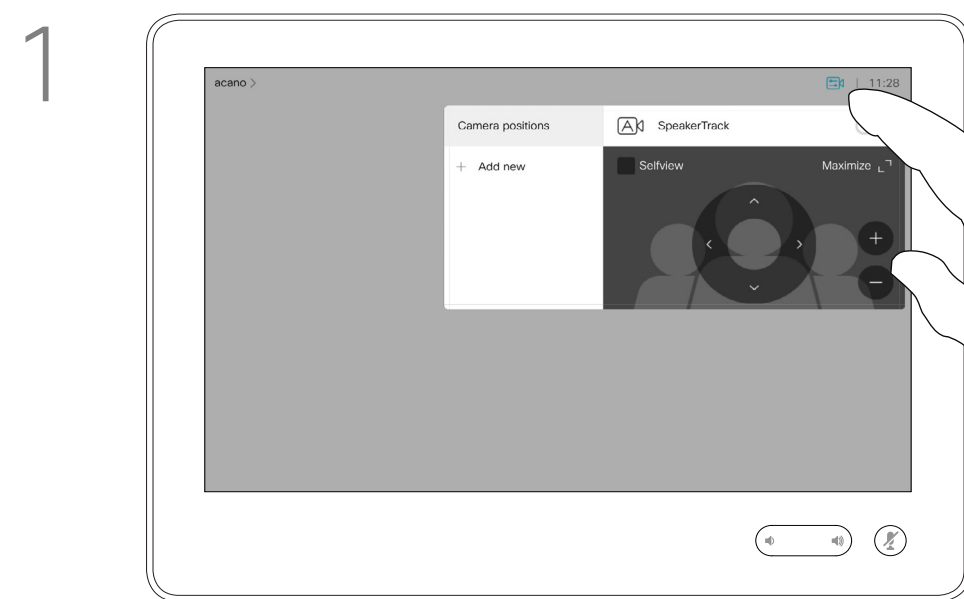 1
acano >
| 11:28
Camera positions
A SpeakerTrack
+ Add new
Selfview
Maximize
+
−